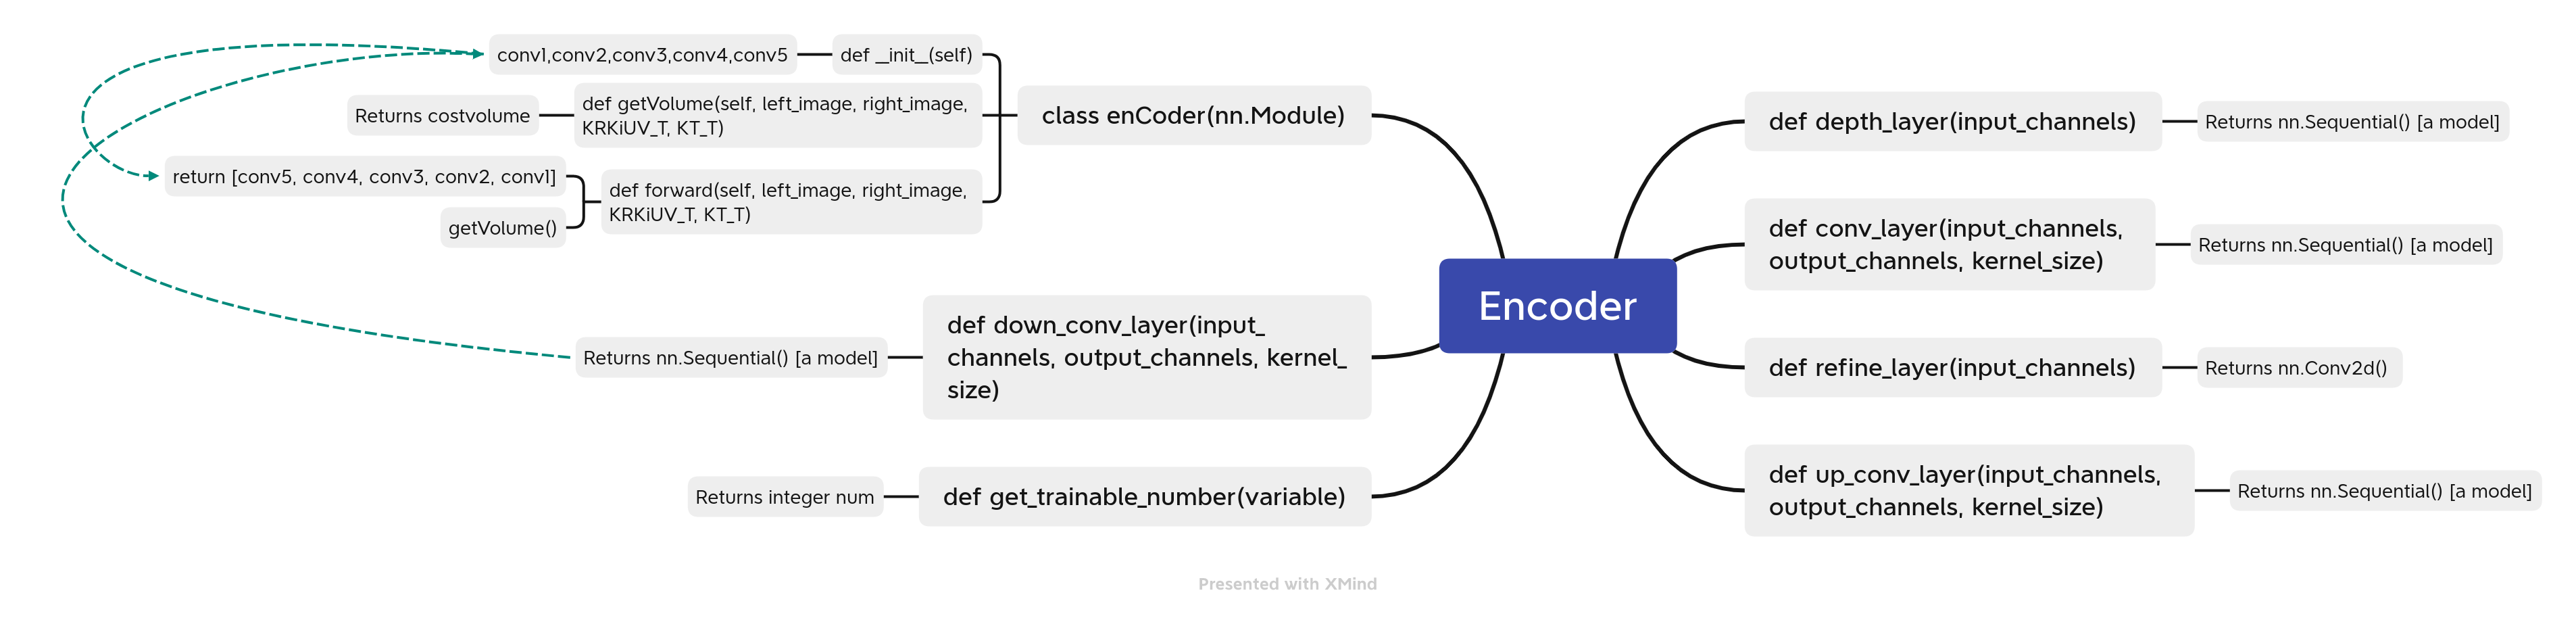 conv1,conv2,conv3,conv4,conv5
def __init__(self)
Returns costvolume
def getVolume(self, left_image, right_image,
KRKiUV_T, KT_T)
return [conv5, conv4, conv3, conv2, conv1]
getVolume()
def forward(self, left_image, right_image,
KRKiUV_T, KT_T)
class enCoder(nn.Module)
Returns nn.Sequential() [a model]
def down_conv_layer(input_
channels, output_channels, kernel_
size)
Returns integer num
def get_trainable_number(variable)
Encoder
def depth_layer(input_channels)
Returns nn.Sequential() [a model]
def conv_layer(input_channels,
output_channels, kernel_size)
Returns nn.Sequential() [a model]
def refine_layer(input_channels)
Returns nn.Conv2d()
def up_conv_layer(input_channels,
output_channels, kernel_size)
Returns nn.Sequential() [a model]
Presented with XMind